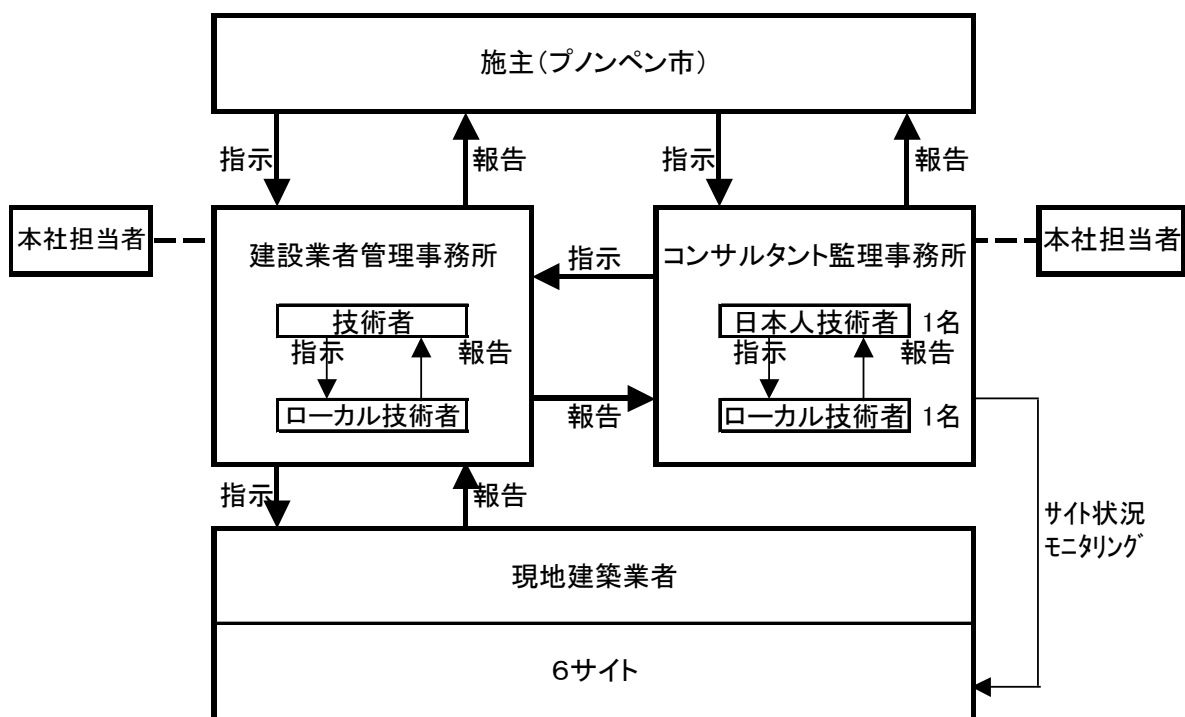 施主(プノンペン市)
指示
報告
指示
報告
本社担当者
建設業者管理事務所
指示
コンサルタント監理事務所
本社担当者
技術者
指示
報告
ローカル技術者
報告
日本人技術者 1名
指示
報告
ローカル技術者 1名
指示
報告
サイト状況
モニタリング
現地建築業者
6サイト